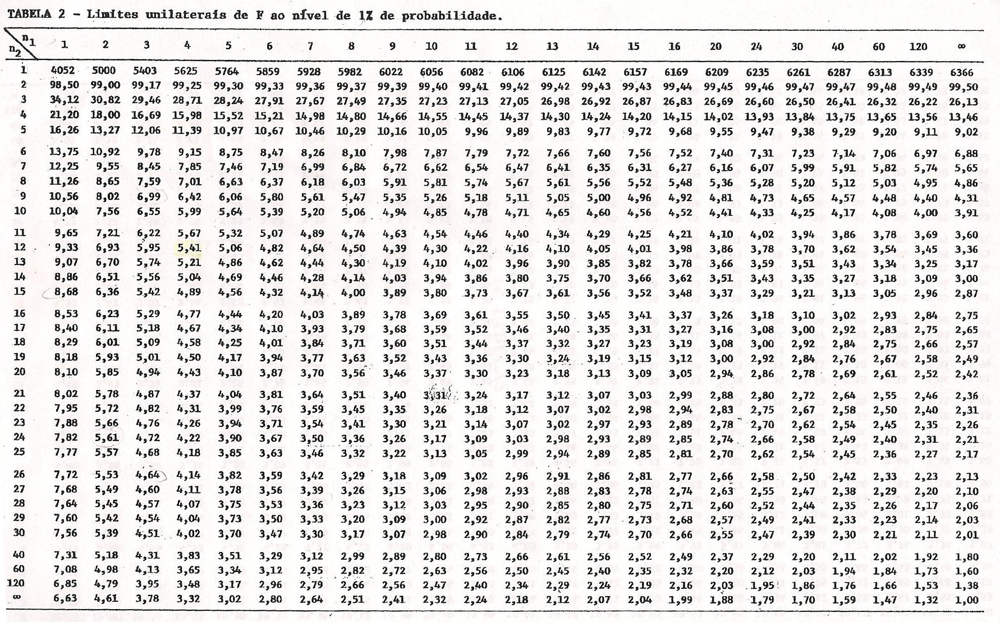 TABELA 2 - Limites unilaterais de F ao nível de 1% de probabilidade.
n1 1 2 3 4 5 6 7 8 9 10 11 12 13 14 15 16 20 24 30 40 60 120 ∞
n2
1 4052 5000 5403 5625 5764 5859 5928 5982 6022 6056 6082 6106 6125 6142 6157 6169 6209 6235 6261 6287 6313 6339 6366
2 98,50 99,00 99,17 99,25 99,30 99,33 99,36 99,37 99,39 99,40 99,41 99,42 99,42 99,43 99,43 99,44 99,45 99,46 99,47 99,47 99,48 99,49 99,50
3 34,12 30,82 29,46 28,71 28,24 27,91 27,67 27,49 27,35 27,23 27,13 27,05 26,98 26,92 26,87 26,83 26,69 26,60 26,50 26,41 26,32 26,22 26,13
4 21,20 18,00 16,69 15,98 15,52 15,21 14,98 14,80 14,66 14,55 14,45 14,37 14,30 14,24 14,20 14,15 14,02 13,93 13,84 13,75 13,65 13,56 13,46
5 16,26 13,27 12,06 11,39 10,97 10,67 10,46 10,29 10,16 10,05 9,96 9,89 9,83 9,77 9,72 9,68 9,55 9,47 9,38 9,29 9,20 9,11 9,02
6 13,75 10,92 9,78 9,15 8,75 8,47 8,26 8,10 7,98 7,87 7,79 7,72 7,66 7,60 7,56 7,52 7,40 7,31 7,23 7,14 7,06 6,97 6,88
7 12,25 9,55 8,45 7,85 7,46 7,19 6,99 6,84 6,72 6,62 6,54 6,47 6,41 6,35 6,31 6,27 6,16 6,07 5,99 5,91 5,82 5,74 5,65
8 11,26 8,65 7,59 7,01 6,63 6,37 6,18 6,03 5,91 5,81 5,74 5,67 5,61 5,56 5,52 5,48 5,36 5,28 5,20 5,12 5,03 4,95 4,86
9 10,56 8,02 6,99 6,42 6,06 5,80 5,61 5,47 5,35 5,26 5,18 5,11 5,05 5,00 4,96 4,92 4,81 4,73 4,65 4,57 4,48 4,40 4,31
10 10,04 7,56 6,55 5,99 5,64 5,39 5,20 5,06 4,94 4,85 4,78 4,71 4,65 4,60 4,56 4,52 4,41 4,33 4,25 4,17 4,08 4,00 3,91
11 9,65 7,21 6,22 5,67 5,32 5,07 4,89 4,74 4,63 4,54 4,46 4,40 4,34 4,29 4,25 4,21 4,10 4,02 3,94 3,86 3,78 3,69 3,60
12 9,33 6,93 5,95 5,41 5,06 4,82 4,64 4,50 4,39 4,30 4,22 4,16 4,10 4,05 4,01 3,98 3,86 3,78 3,70 3,62 3,54 3,45 3,36
13 9,07 6,70 5,74 5,21 4,86 4,62 4,44 4,30 4,19 4,10 4,02 3,96 3,90 3,85 3,82 3,78 3,66 3,59 3,51 3,43 3,34 3,25 3,17
14 8,86 6,51 5,56 5,04 4,69 4,46 4,28 4,14 4,03 3,94 3,86 3,80 3,75 3,70 3,66 3,62 3,51 3,43 3,35 3,27 3,18 3,09 3,00
15 8,68 6,36 5,42 4,89 4,56 4,32 4,14 4,00 3,89 3,80 3,73 3,67 3,61 3,56 3,52 3,48 3,37 3,29 3,21 3,13 3,05 2,96 2,87
16 8,53 6,23 5,29 4,77 4,44 4,20 4,03 3,89 3,78 3,69 3,61 3,55 3,50 3,45 3,41 3,37 3,26 3,18 3,10 3,02 2,93 2,84 2,75
17 8,40 6,11 5,18 4,67 4,34 4,10 3,93 3,79 3,68 3,59 3,52 3,46 3,40 3,35 3,31 3,27 3,16 3,08 3,00 2,92 2,83 2,75 2,65
18 8,29 6,01 5,09 4,58 4,25 4,01 3,84 3,71 3,60 3,51 3,44 3,37 3,32 3,27 3,23 3,19 3,08 3,00 2,92 2,84 2,75 2,66 2,57
19 8,18 5,93 5,01 4,50 4,17 3,94 3,77 3,63 3,52 3,43 3,36 3,30 3,24 3,19 3,15 3,12 3,00 2,92 2,84 2,76 2,67 2,58 2,49
20 8,10 5,85 4,94 4,43 4,10 3,87 3,70 3,56 3,46 3,37 3,30 3,23 3,18 3,13 3,09 3,05 2,94 2,86 2,78 2,69 2,61 2,52 2,42
21 8,02 5,78 4,87 4,37 4,04 3,81 3,64 3,51 3,40 3,31 3,24 3,17 3,12 3,07 3,03 2,99 2,88 2,80 2,72 2,64 2,55 2,46 2,36
22 7,95 5,72 4,82 4,31 3,99 3,76 3,59 3,45 3,35 3,26 3,18 3,12 3,07 3,02 2,98 2,94 2,83 2,75 2,67 2,58 2,50 2,40 2,31
23 7,88 5,66 4,76 4,26 3,94 3,71 3,54 3,41 3,30 3,21 3,14 3,07 3,02 2,97 2,93 2,89 2,78 2,70 2,62 2,54 2,45 2,35 2,26
24 7,82 5,61 4,72 4,22 3,90 3,67 3,50 3,36 3,26 3,17 3,09 3,03 2,98 2,93 2,89 2,85 2,74 2,66 2,58 2,49 2,40 2,31 2,21
25 7,77 5,57 4,68 4,18 3,85 3,63 3,46 3,32 3,22 3,13 3,05 2,99 2,94 2,89 2,85 2,81 2,70 2,62 2,54 2,45 2,36 2,27 2,17
26 7,72 5,53 4,64 4,14 3,82 3,59 3,42 3,29 3,18 3,09 3,02 2,96 2,91 2,86 2,81 2,77 2,66 2,58 2,50 2,42 2,33 2,23 2,13
27 7,68 5,49 4,60 4,11 3,78 3,56 3,39 3,26 3,15 3,06 2,98 2,93 2,88 2,83 2,78 2,74 2,63 2,55 2,47 2,38 2,29 2,20 2,10
28 7,64 5,45 4,57 4,07 3,75 3,53 3,36 3,23 3,12 3,03 2,95 2,90 2,85 2,80 2,75 2,71 2,60 2,52 2,44 2,35 2,26 2,17 2,06
29 7,60 5,42 4,54 4,04 3,73 3,50 3,33 3,20 3,09 3,00 2,92 2,87 2,82 2,77 2,73 2,68 2,57 2,49 2,41 2,33 2,23 2,14 2,03
30 7,56 5,39 4,51 4,02 3,70 3,47 3,30 3,17 3,07 2,98 2,90 2,84 2,79 2,74 2,70 2,66 2,55 2,47 2,39 2,30 2,21 2,11 2,01
40 7,31 5,18 4,31 3,83 3,51 3,29 3,12 2,99 2,89 2,80 2,73 2,66 2,61 2,56 2,52 2,49 2,37 2,29 2,20 2,11 2,02 1,92 1,80
60 7,08 4,98 4,13 3,65 3,34 3,12 2,95 2,82 2,72 2,63 2,56 2,50 2,45 2,40 2,35 2,32 2,20 2,12 2,03 1,94 1,84 1,73 1,60
120 6,85 4,79 3,95 3,48 3,17 2,96 2,79 2,66 2,56 2,47 2,40 2,34 2,29 2,24 2,19 2,16 2,03 1,95 1,86 1,76 1,66 1,53 1,38
∞ 6,63 4,61 3,78 3,32 3,02 2,80 2,64 2,51 2,41 2,32 2,24 2,18 2,12 2,07 2,04 1,99 1,88 1,79 1,70 1,59 1,47 1,32 1,00